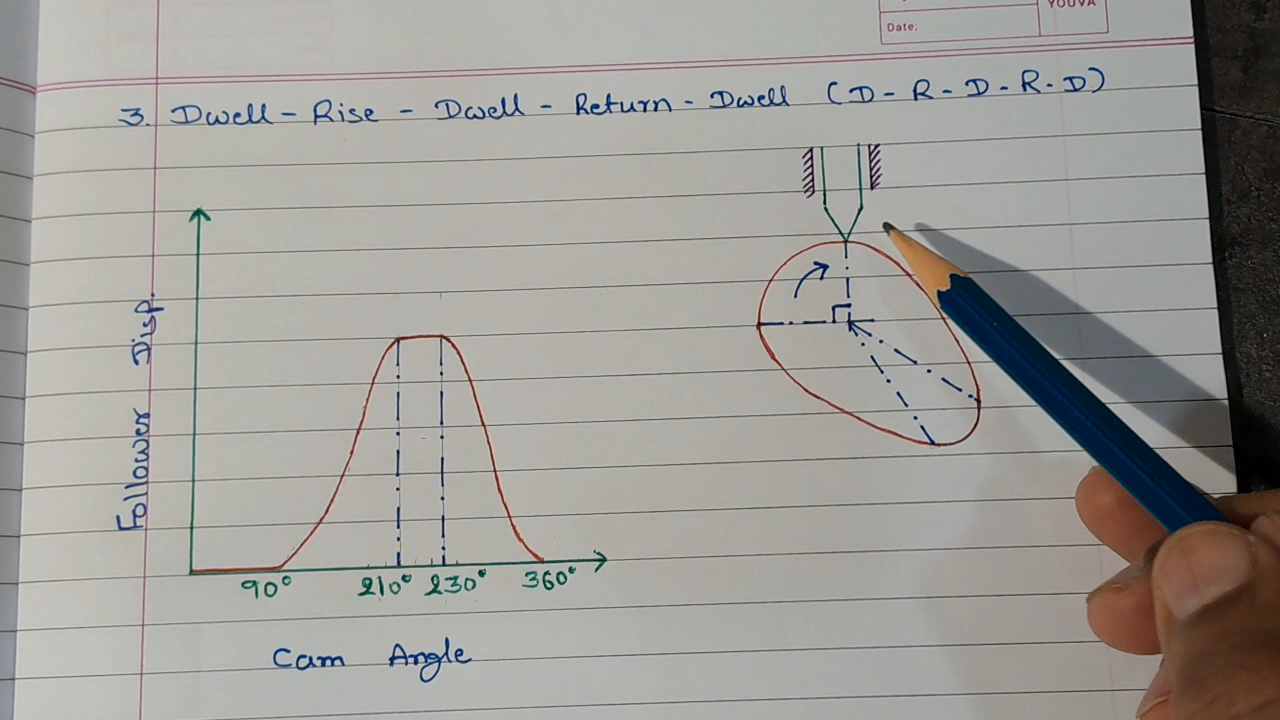 YOUVA
Date:
3. Dwell - Rise - Dwell - Return - Dwell (D - R - D - R - D)
Follower Disp.
90° 210° 230° 360°
Cam Angle